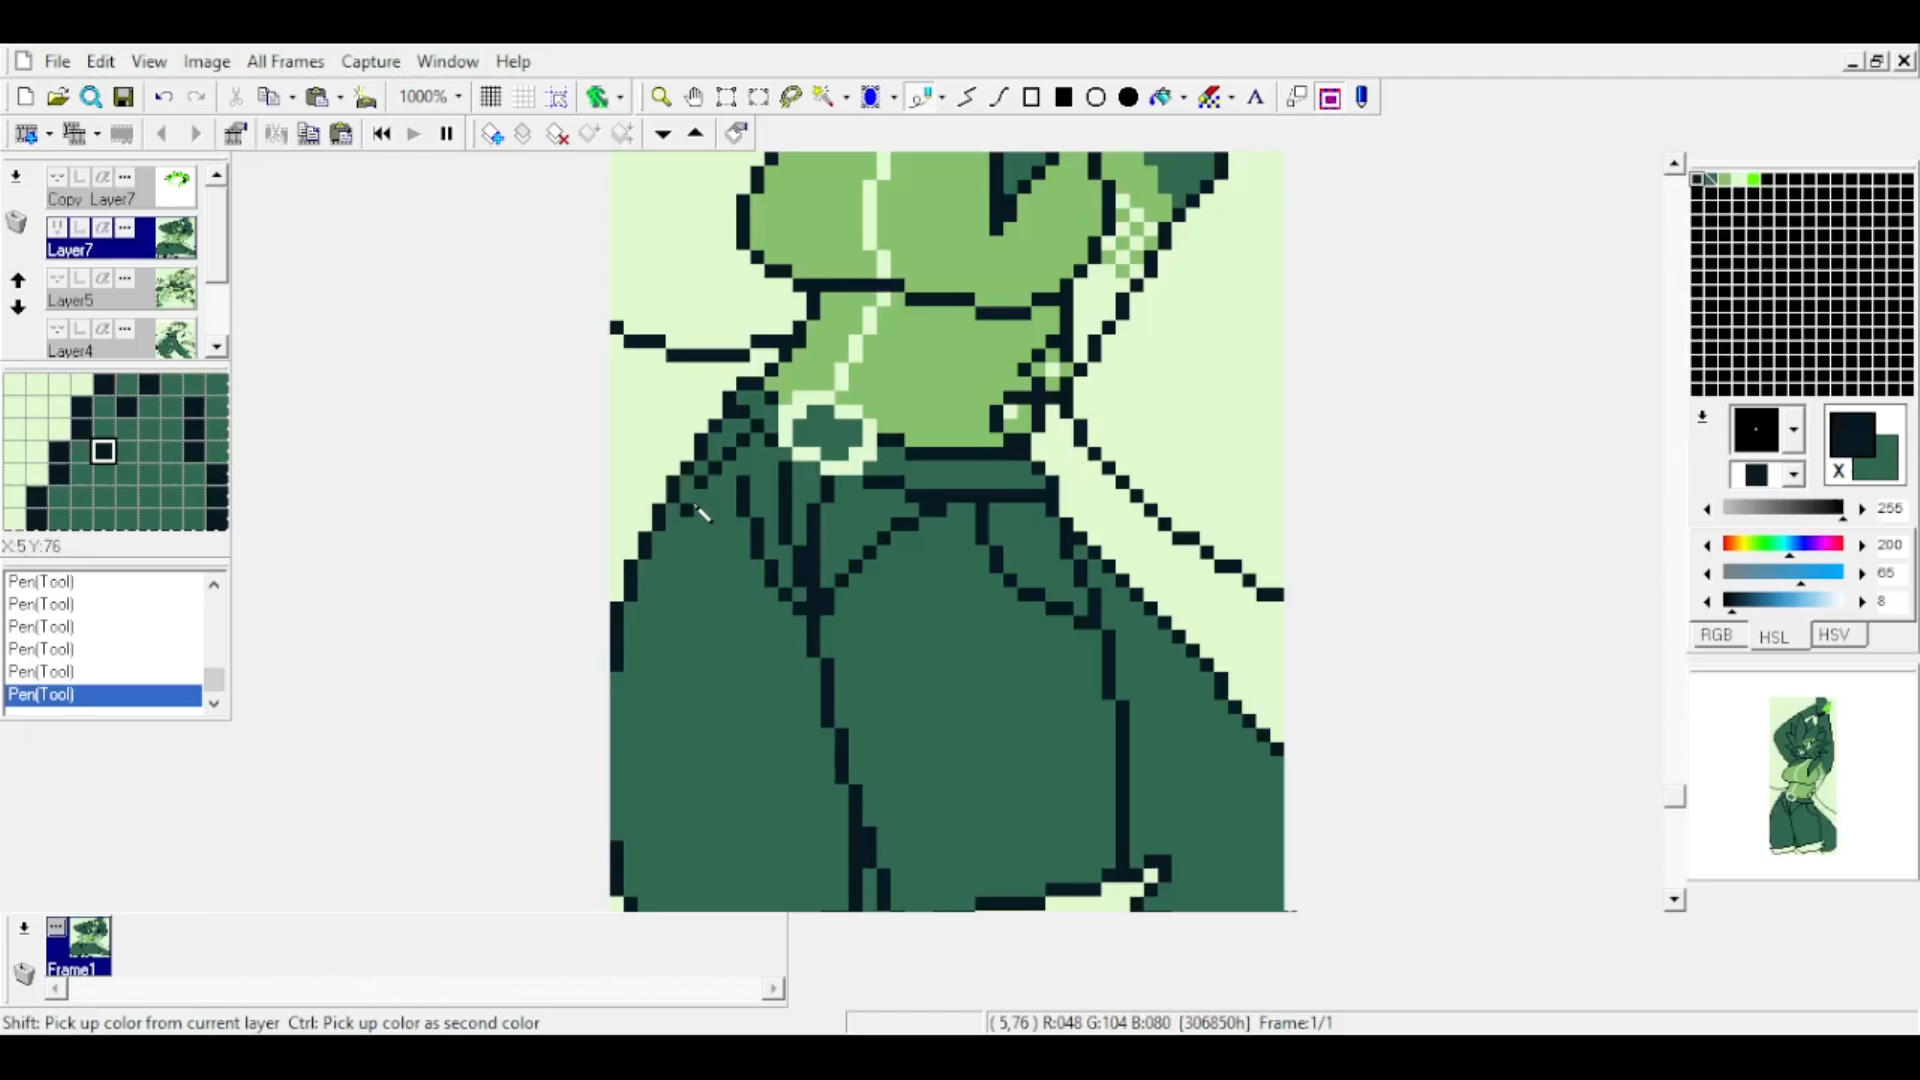 File Edit View Image All Frames Capture Window Help
1000%
Copy Layer7
Layer7
Layer5
Layer4
X:5 Y:76
Pen(Tool)
Pen(Tool)
Pen(Tool)
Pen(Tool)
Pen(Tool)
Pen(Tool)
X
255
200
65
8
RGB HSL HSV
Frame1
Shift: Pick up color from current layer Ctrl: Pick up color as second color
( 5,76 ) R:048 G:104 B:080 [306850h] Frame:1/1